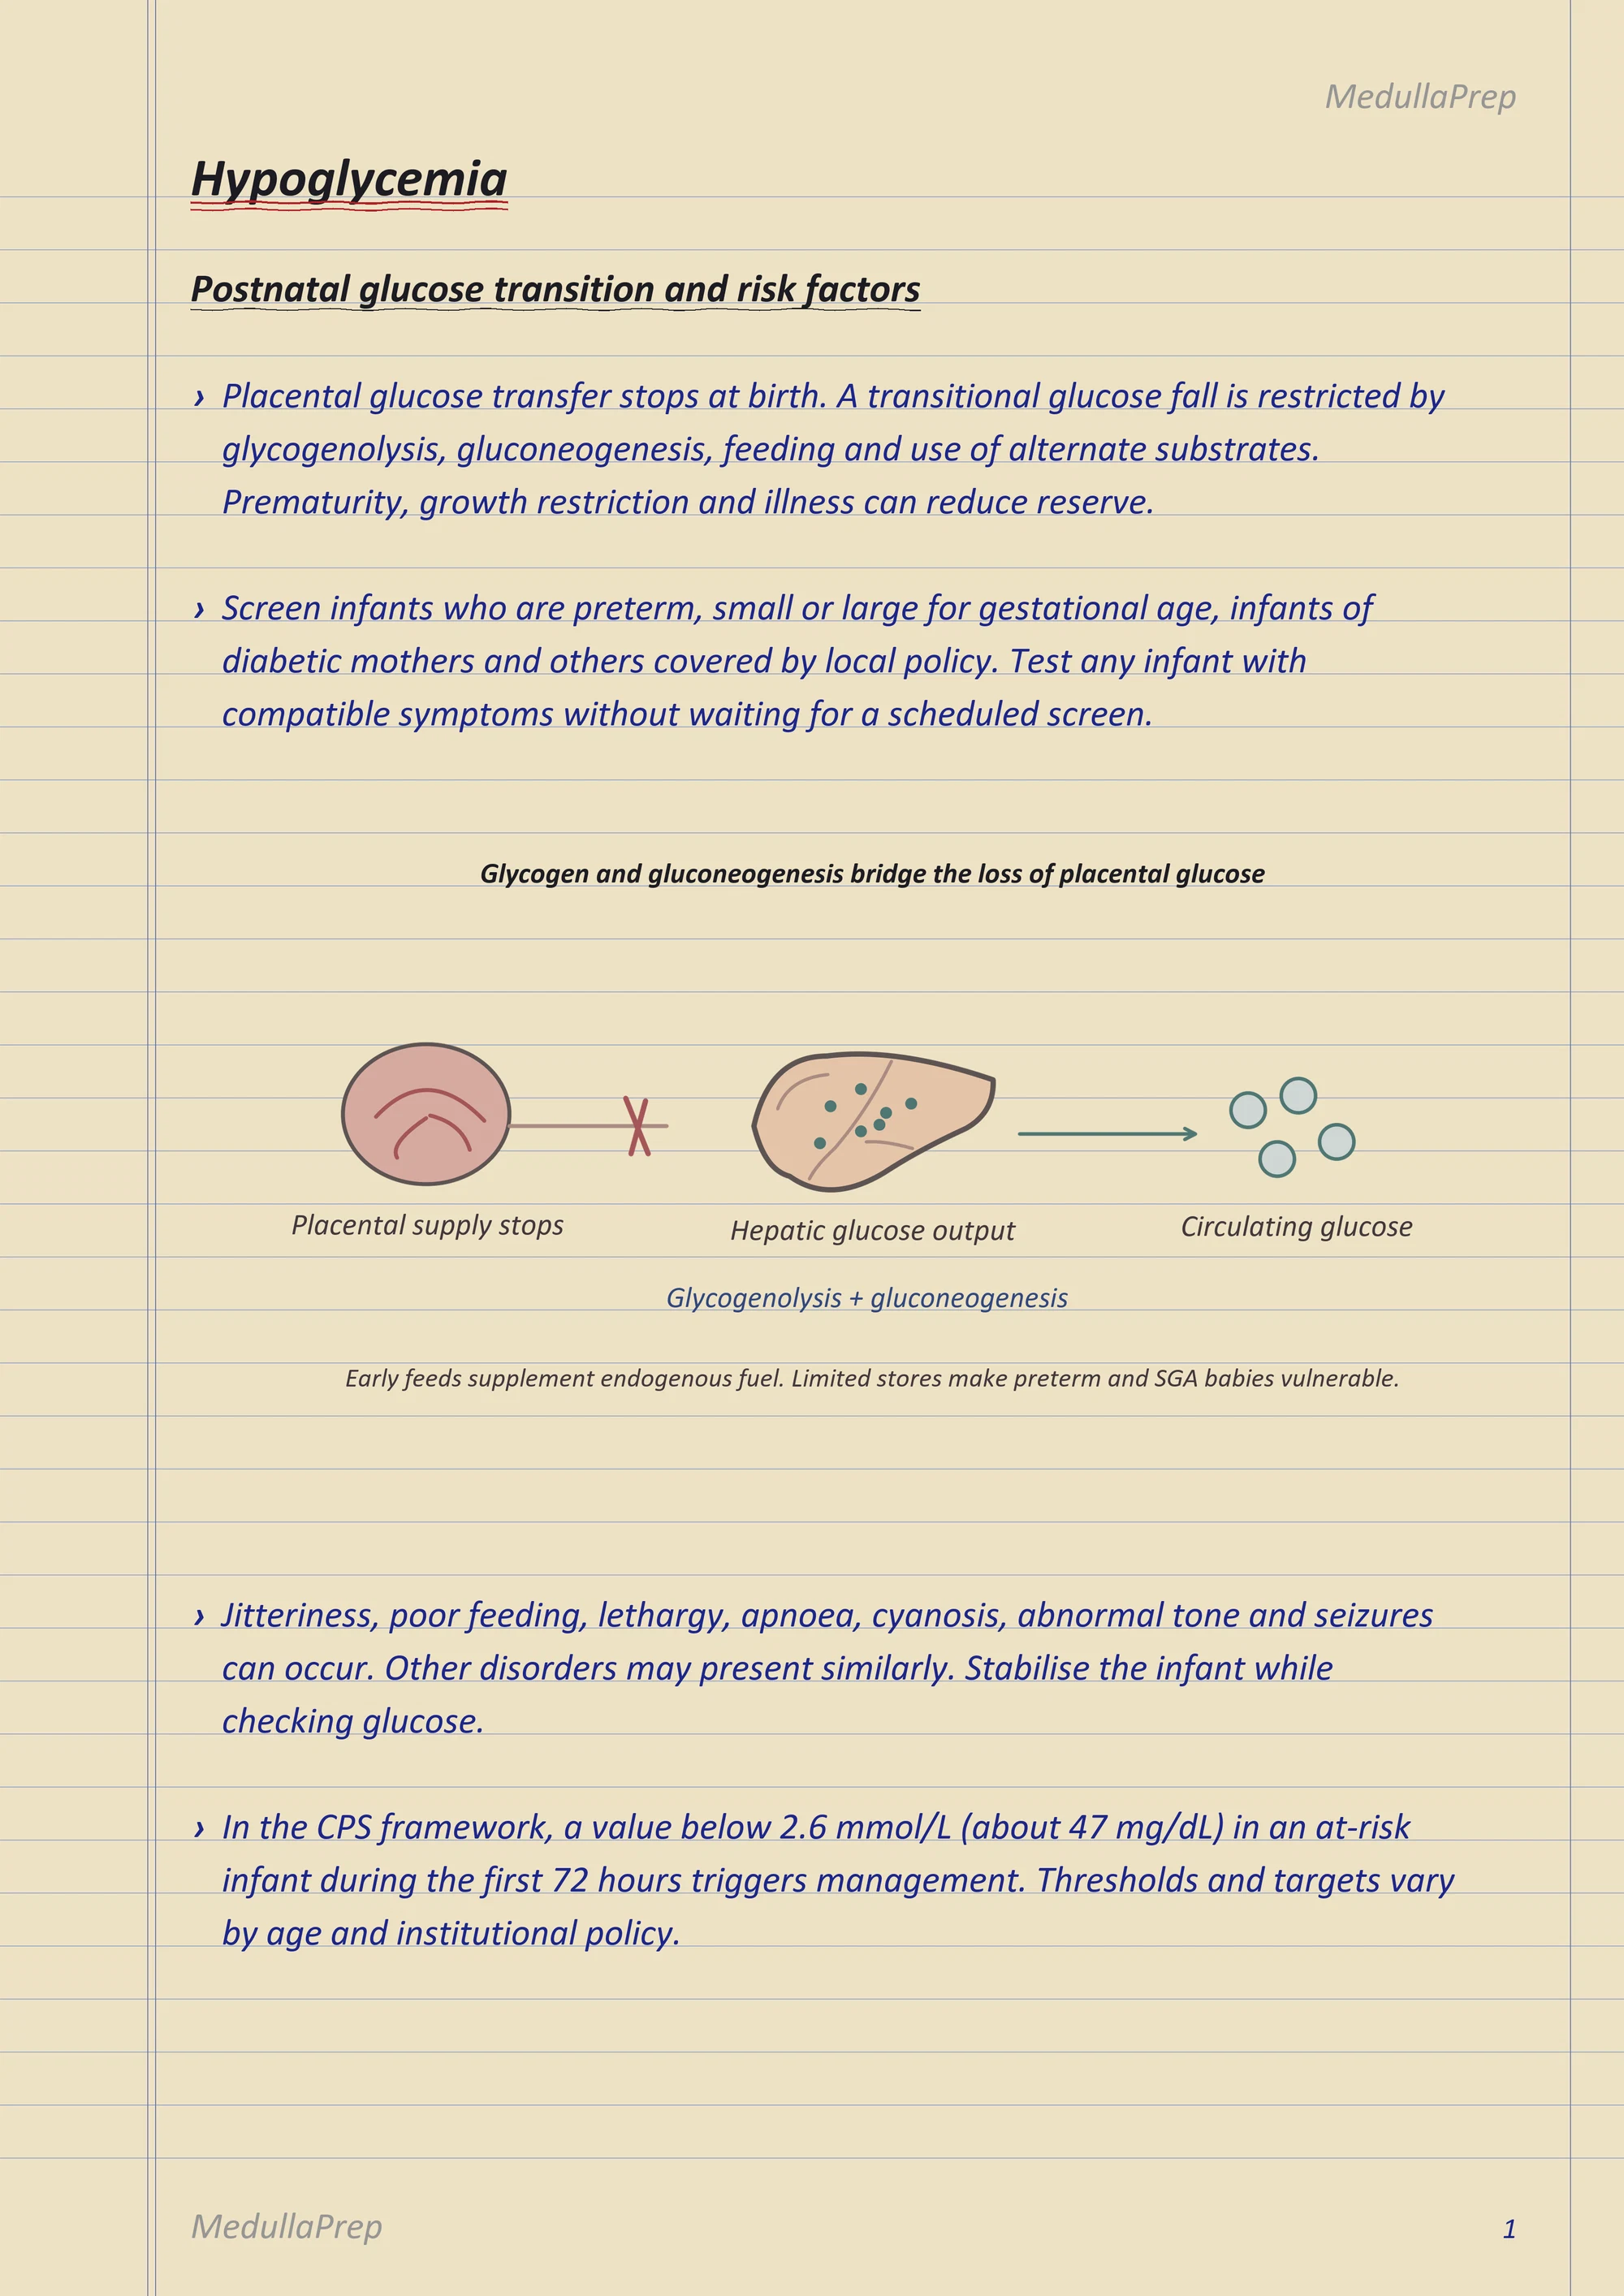 MedullaPrep
Hypoglycemia
Postnatal glucose transition and risk factors
› Placental glucose transfer stops at birth. A transitional glucose fall is restricted by
glycogenolysis, gluconeogenesis, feeding and use of alternate substrates.
Prematurity, growth restriction and illness can reduce reserve.
› Screen infants who are preterm, small or large for gestational age, infants of
diabetic mothers and others covered by local policy. Test any infant with
compatible symptoms without waiting for a scheduled screen.
Glycogen and gluconeogenesis bridge the loss of placental glucose
Placental supply stops
Hepatic glucose output
Circulating glucose
Glycogenolysis + gluconeogenesis
Early feeds supplement endogenous fuel. Limited stores make preterm and SGA babies vulnerable.
› Jitteriness, poor feeding, lethargy, apnoea, cyanosis, abnormal tone and seizures
can occur. Other disorders may present similarly. Stabilise the infant while
checking glucose.
› In the CPS framework, a value below 2.6 mmol/L (about 47 mg/dL) in an at-risk
infant during the first 72 hours triggers management. Thresholds and targets vary
by age and institutional policy.
MedullaPrep
1